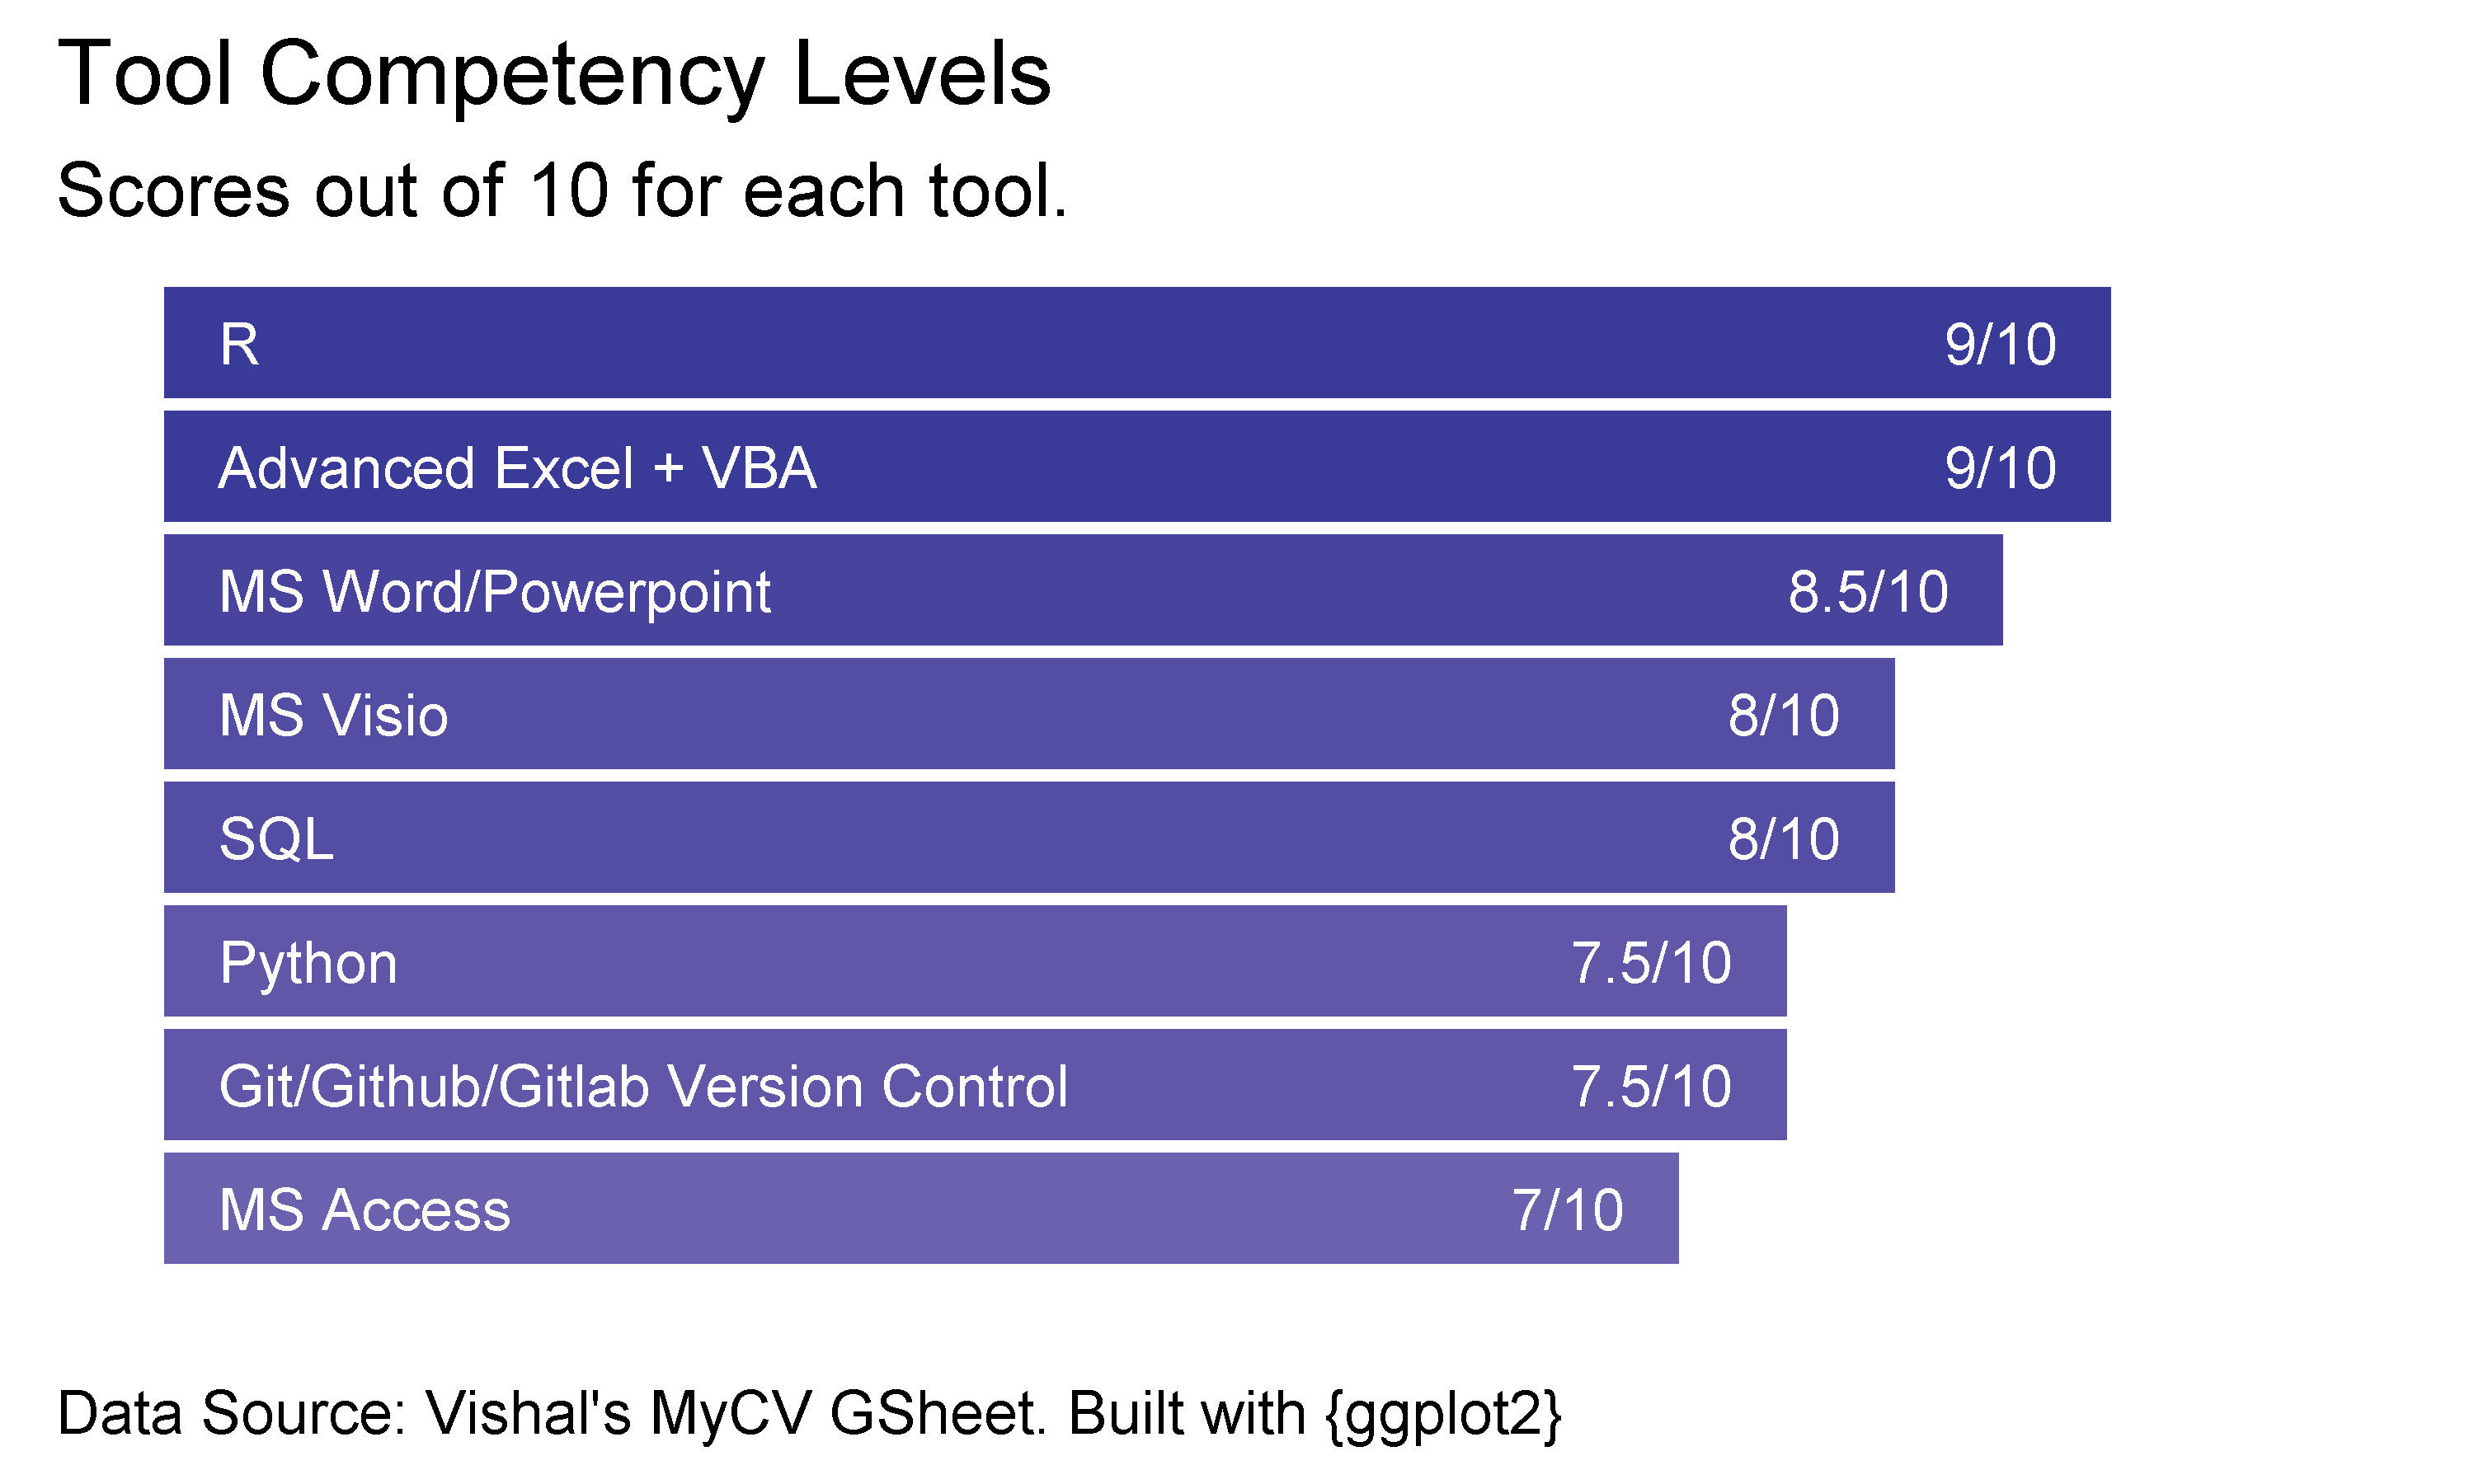 Tool Competency Levels
Scores out of 10 for each tool.
R 9/10
Advanced Excel + VBA 9/10
MS Word/Powerpoint 8.5/10
MS Visio 8/10
SQL 8/10
Python 7.5/10
Git/Github/Gitlab Version Control 7.5/10
MS Access 7/10
Data Source: Vishal's MyCV GSheet. Built with {ggplot2}